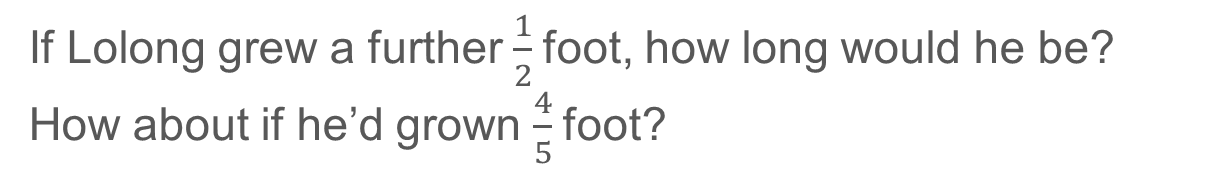 If Lolong grew a further 1/2 foot, how long would he be?
How about if he’d grown 4/5 foot?